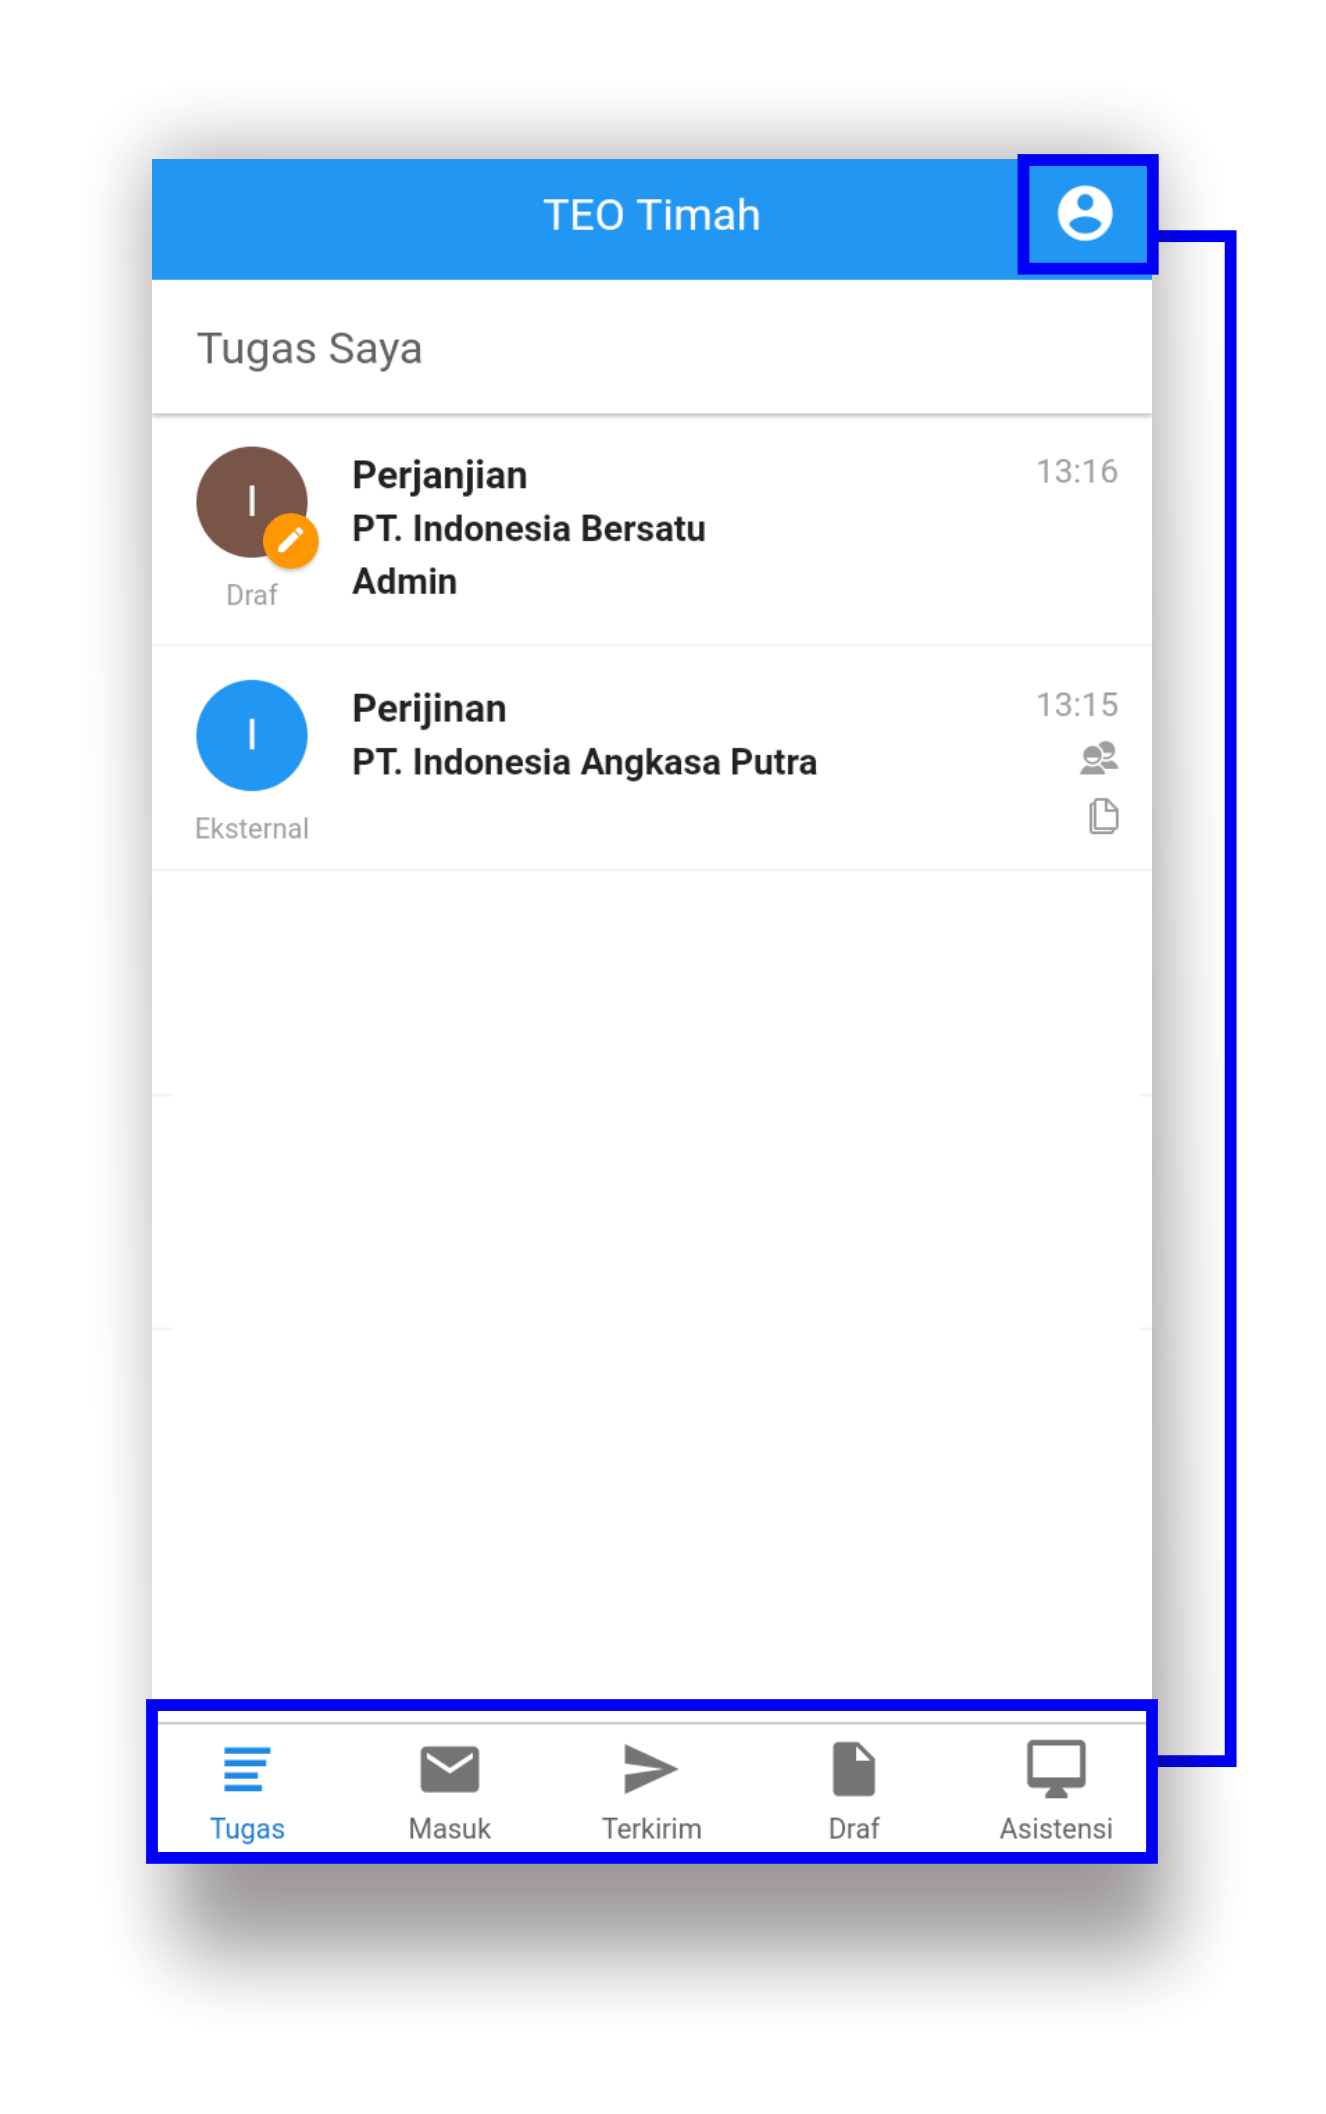 TEO Timah
Tugas Saya
I
Perjanjian
13:16
PT. Indonesia Bersatu
Admin
Draf
I
Perijinan
13:15
PT. Indonesia Angkasa Putra
Eksternal
Tugas
Masuk
Terkirim
Draf
Asistensi